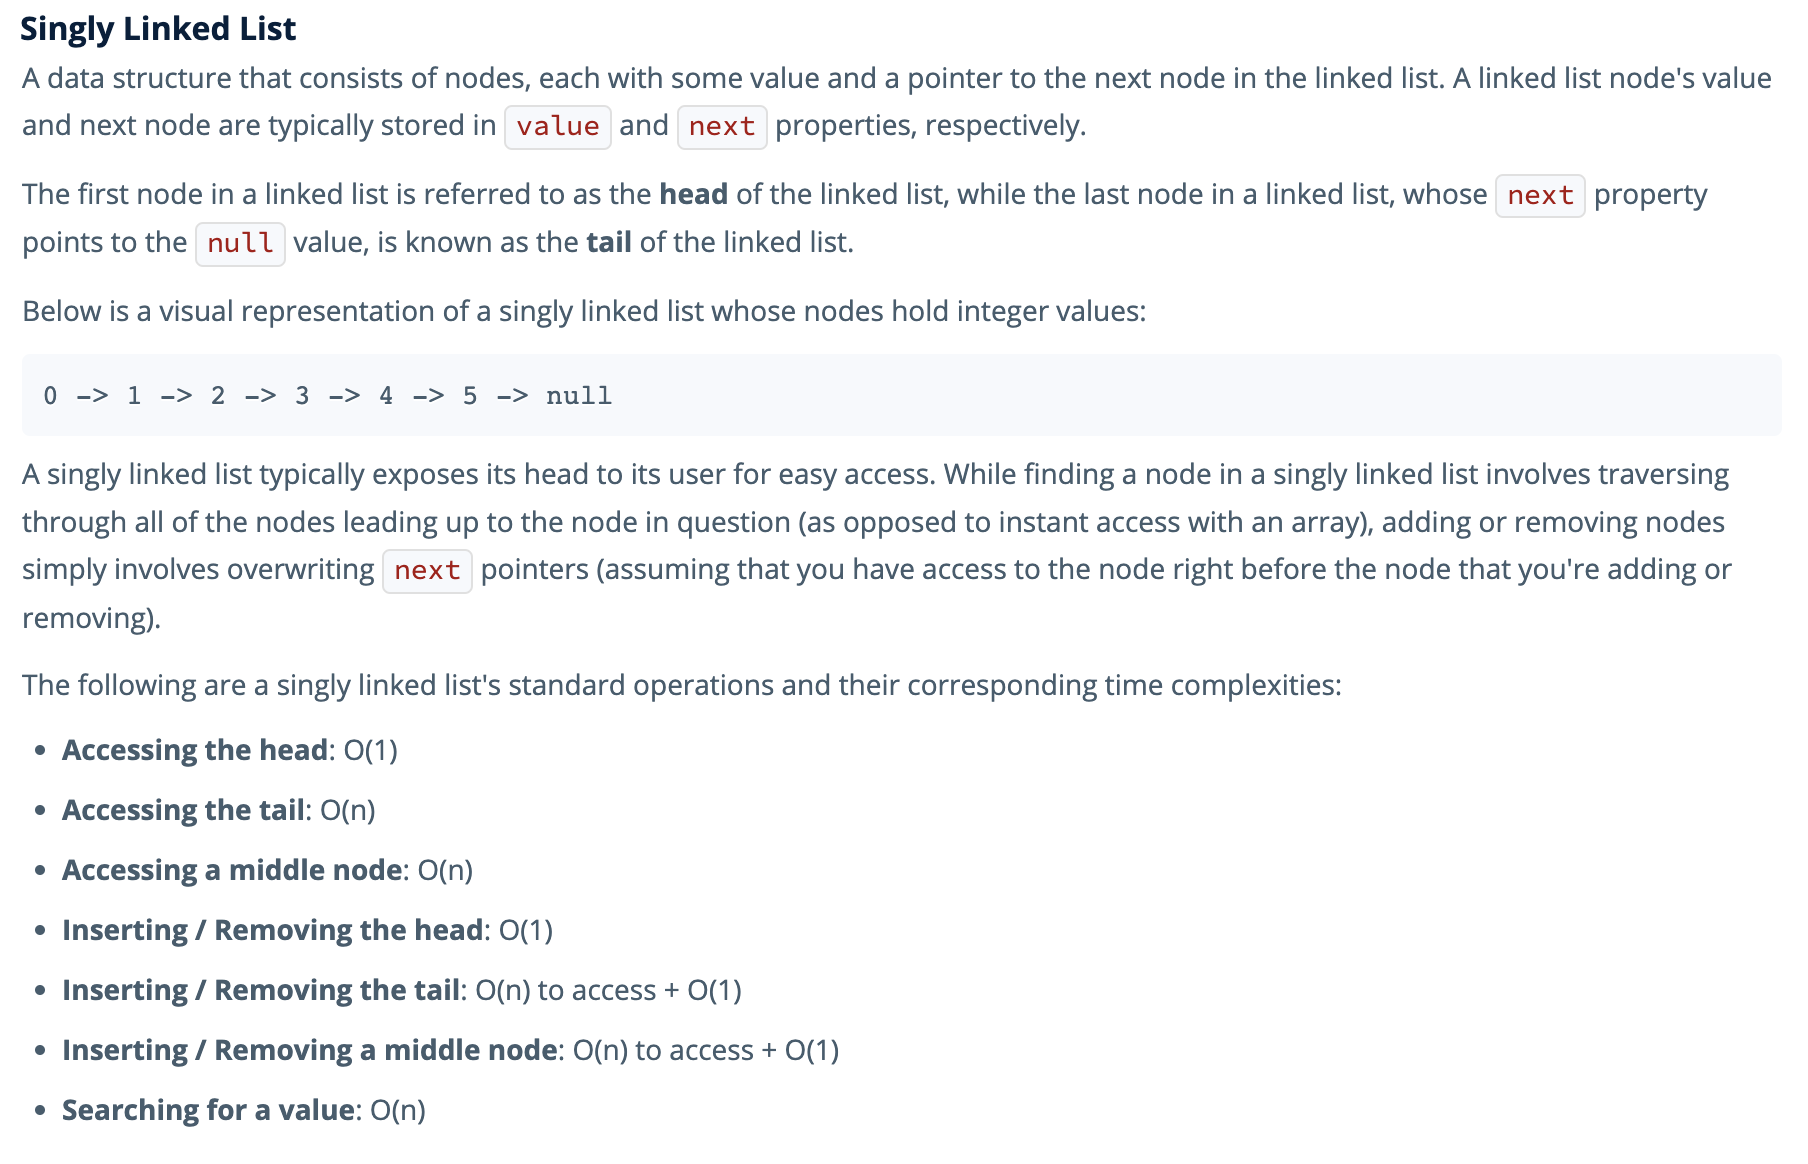 Singly Linked List
A data structure that consists of nodes, each with some value and a pointer to the next node in the linked list. A linked list node's value
and next node are typically stored in value and next properties, respectively.
The first node in a linked list is referred to as the head of the linked list, while the last node in a linked list, whose next property
points to the null value, is known as the tail of the linked list.
Below is a visual representation of a singly linked list whose nodes hold integer values:
0 -> 1 -> 2 -> 3 -> 4 -> 5 -> null
A singly linked list typically exposes its head to its user for easy access. While finding a node in a singly linked list involves traversing
through all of the nodes leading up to the node in question (as opposed to instant access with an array), adding or removing nodes
simply involves overwriting next pointers (assuming that you have access to the node right before the node that you're adding or
removing).
The following are a singly linked list's standard operations and their corresponding time complexities:
• Accessing the head: O(1)
• Accessing the tail: O(n)
• Accessing a middle node: O(n)
• Inserting / Removing the head: O(1)
• Inserting / Removing the tail: O(n) to access + O(1)
• Inserting / Removing a middle node: O(n) to access + O(1)
• Searching for a value: O(n)